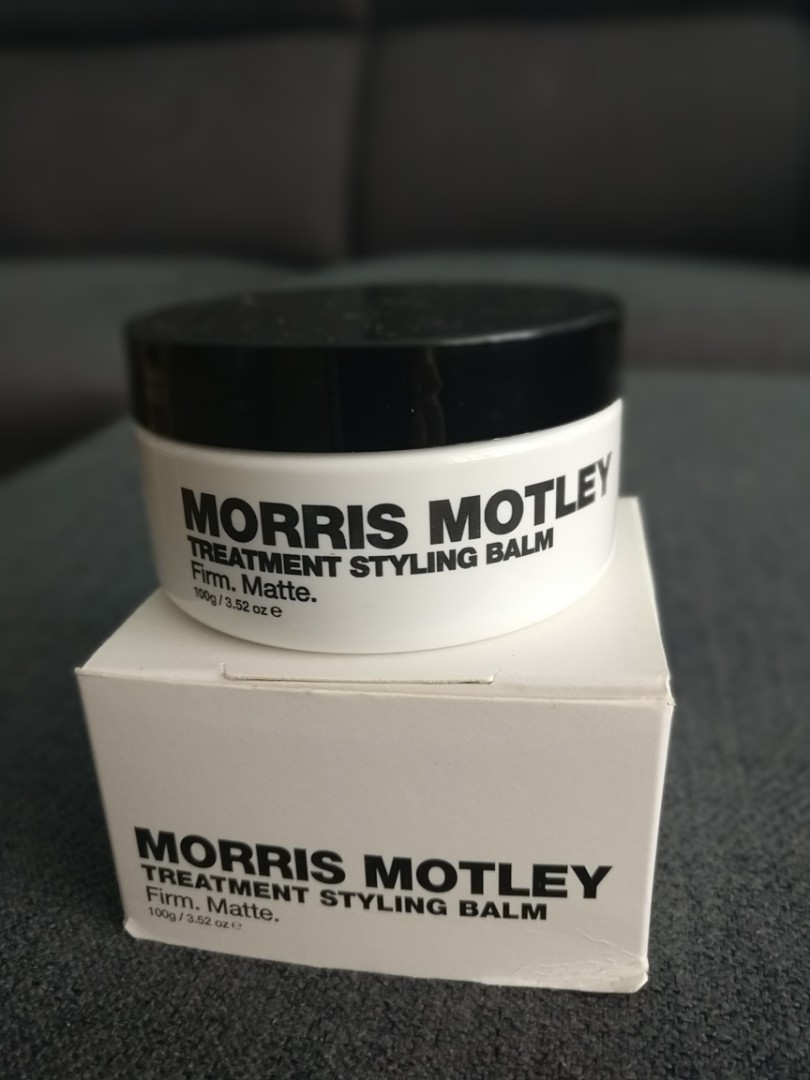 MORRIS MOTLEY
TREATMENT STYLING BALM
Firm. Matte.
100g / 3.52 oz ℮
MORRIS MOTLEY
TREATMENT STYLING BALM
Firm. Matte.
100g / 3.52 oz ℮